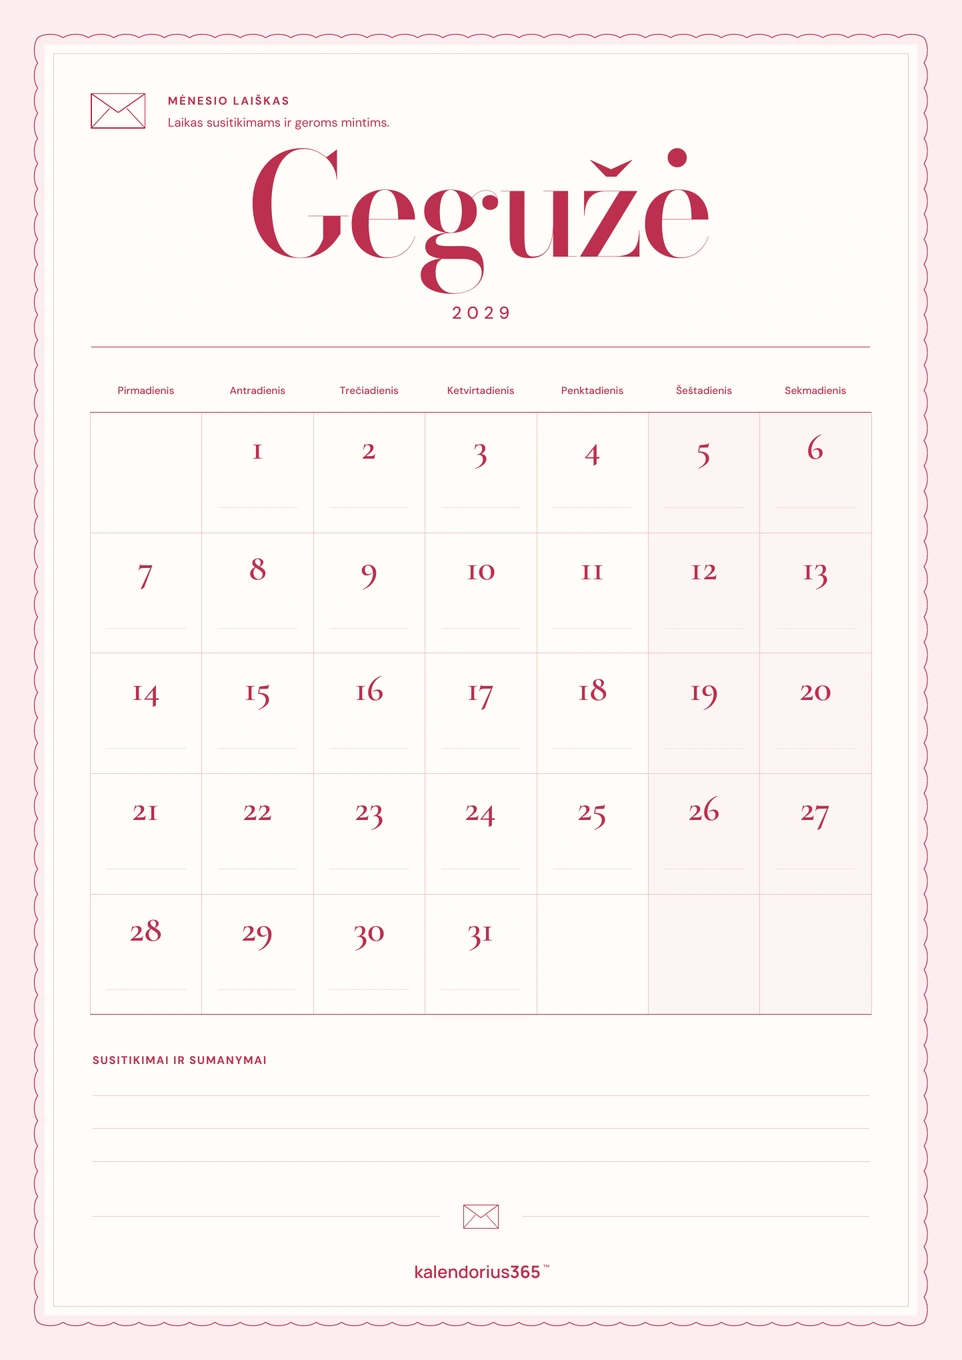 MĖNESIO LAIŠKAS
Laikas susitikimams ir geroms mintims.
Gegužė
2029
Pirmadienis Antradienis Trečiadienis Ketvirtadienis Penktadienis Šeštadienis Sekmadienis
1 2 3 4 5 6
7 8 9 10 11 12 13
14 15 16 17 18 19 20
21 22 23 24 25 26 27
28 29 30 31
SUSITIKIMAI IR SUMANYMAI
kalendorius365™